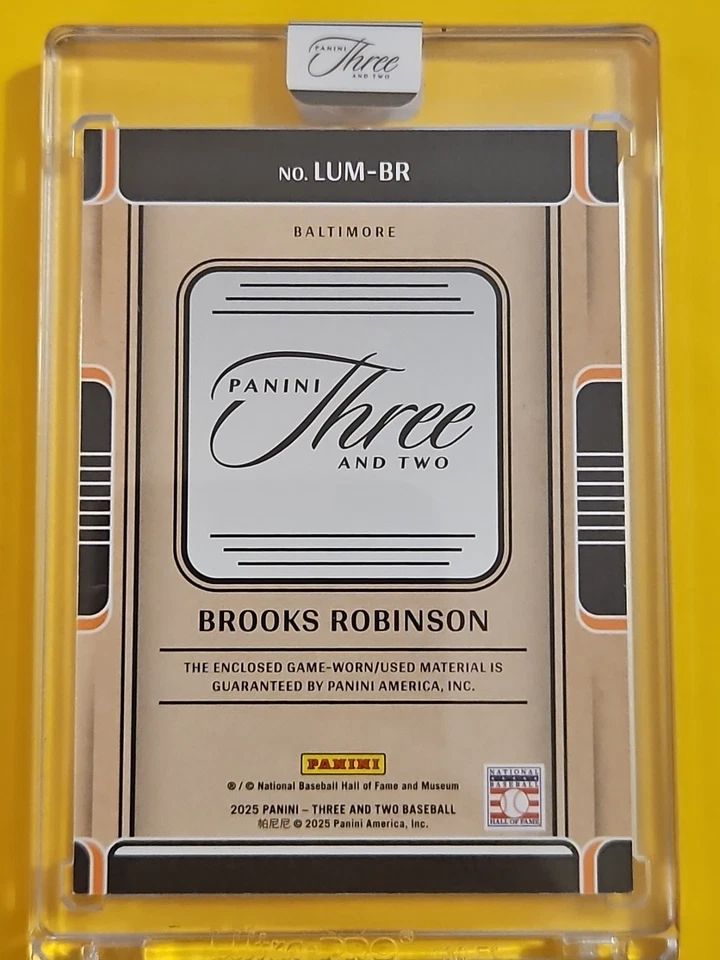 PANINI
Three
AND TWO
NO. LUM-BR
BALTIMORE
PANINI
Three
AND TWO
BROOKS ROBINSON
THE ENCLOSED GAME-WORN/USED MATERIAL IS
GUARANTEED BY PANINI AMERICA, INC.
PANINI
® / © National Baseball Hall of Fame and Museum
2025 PANINI – THREE AND TWO BASEBALL
帕尼尼 © 2025 Panini America, Inc.
NATIONAL
BASEBALL
HALL OF FAME